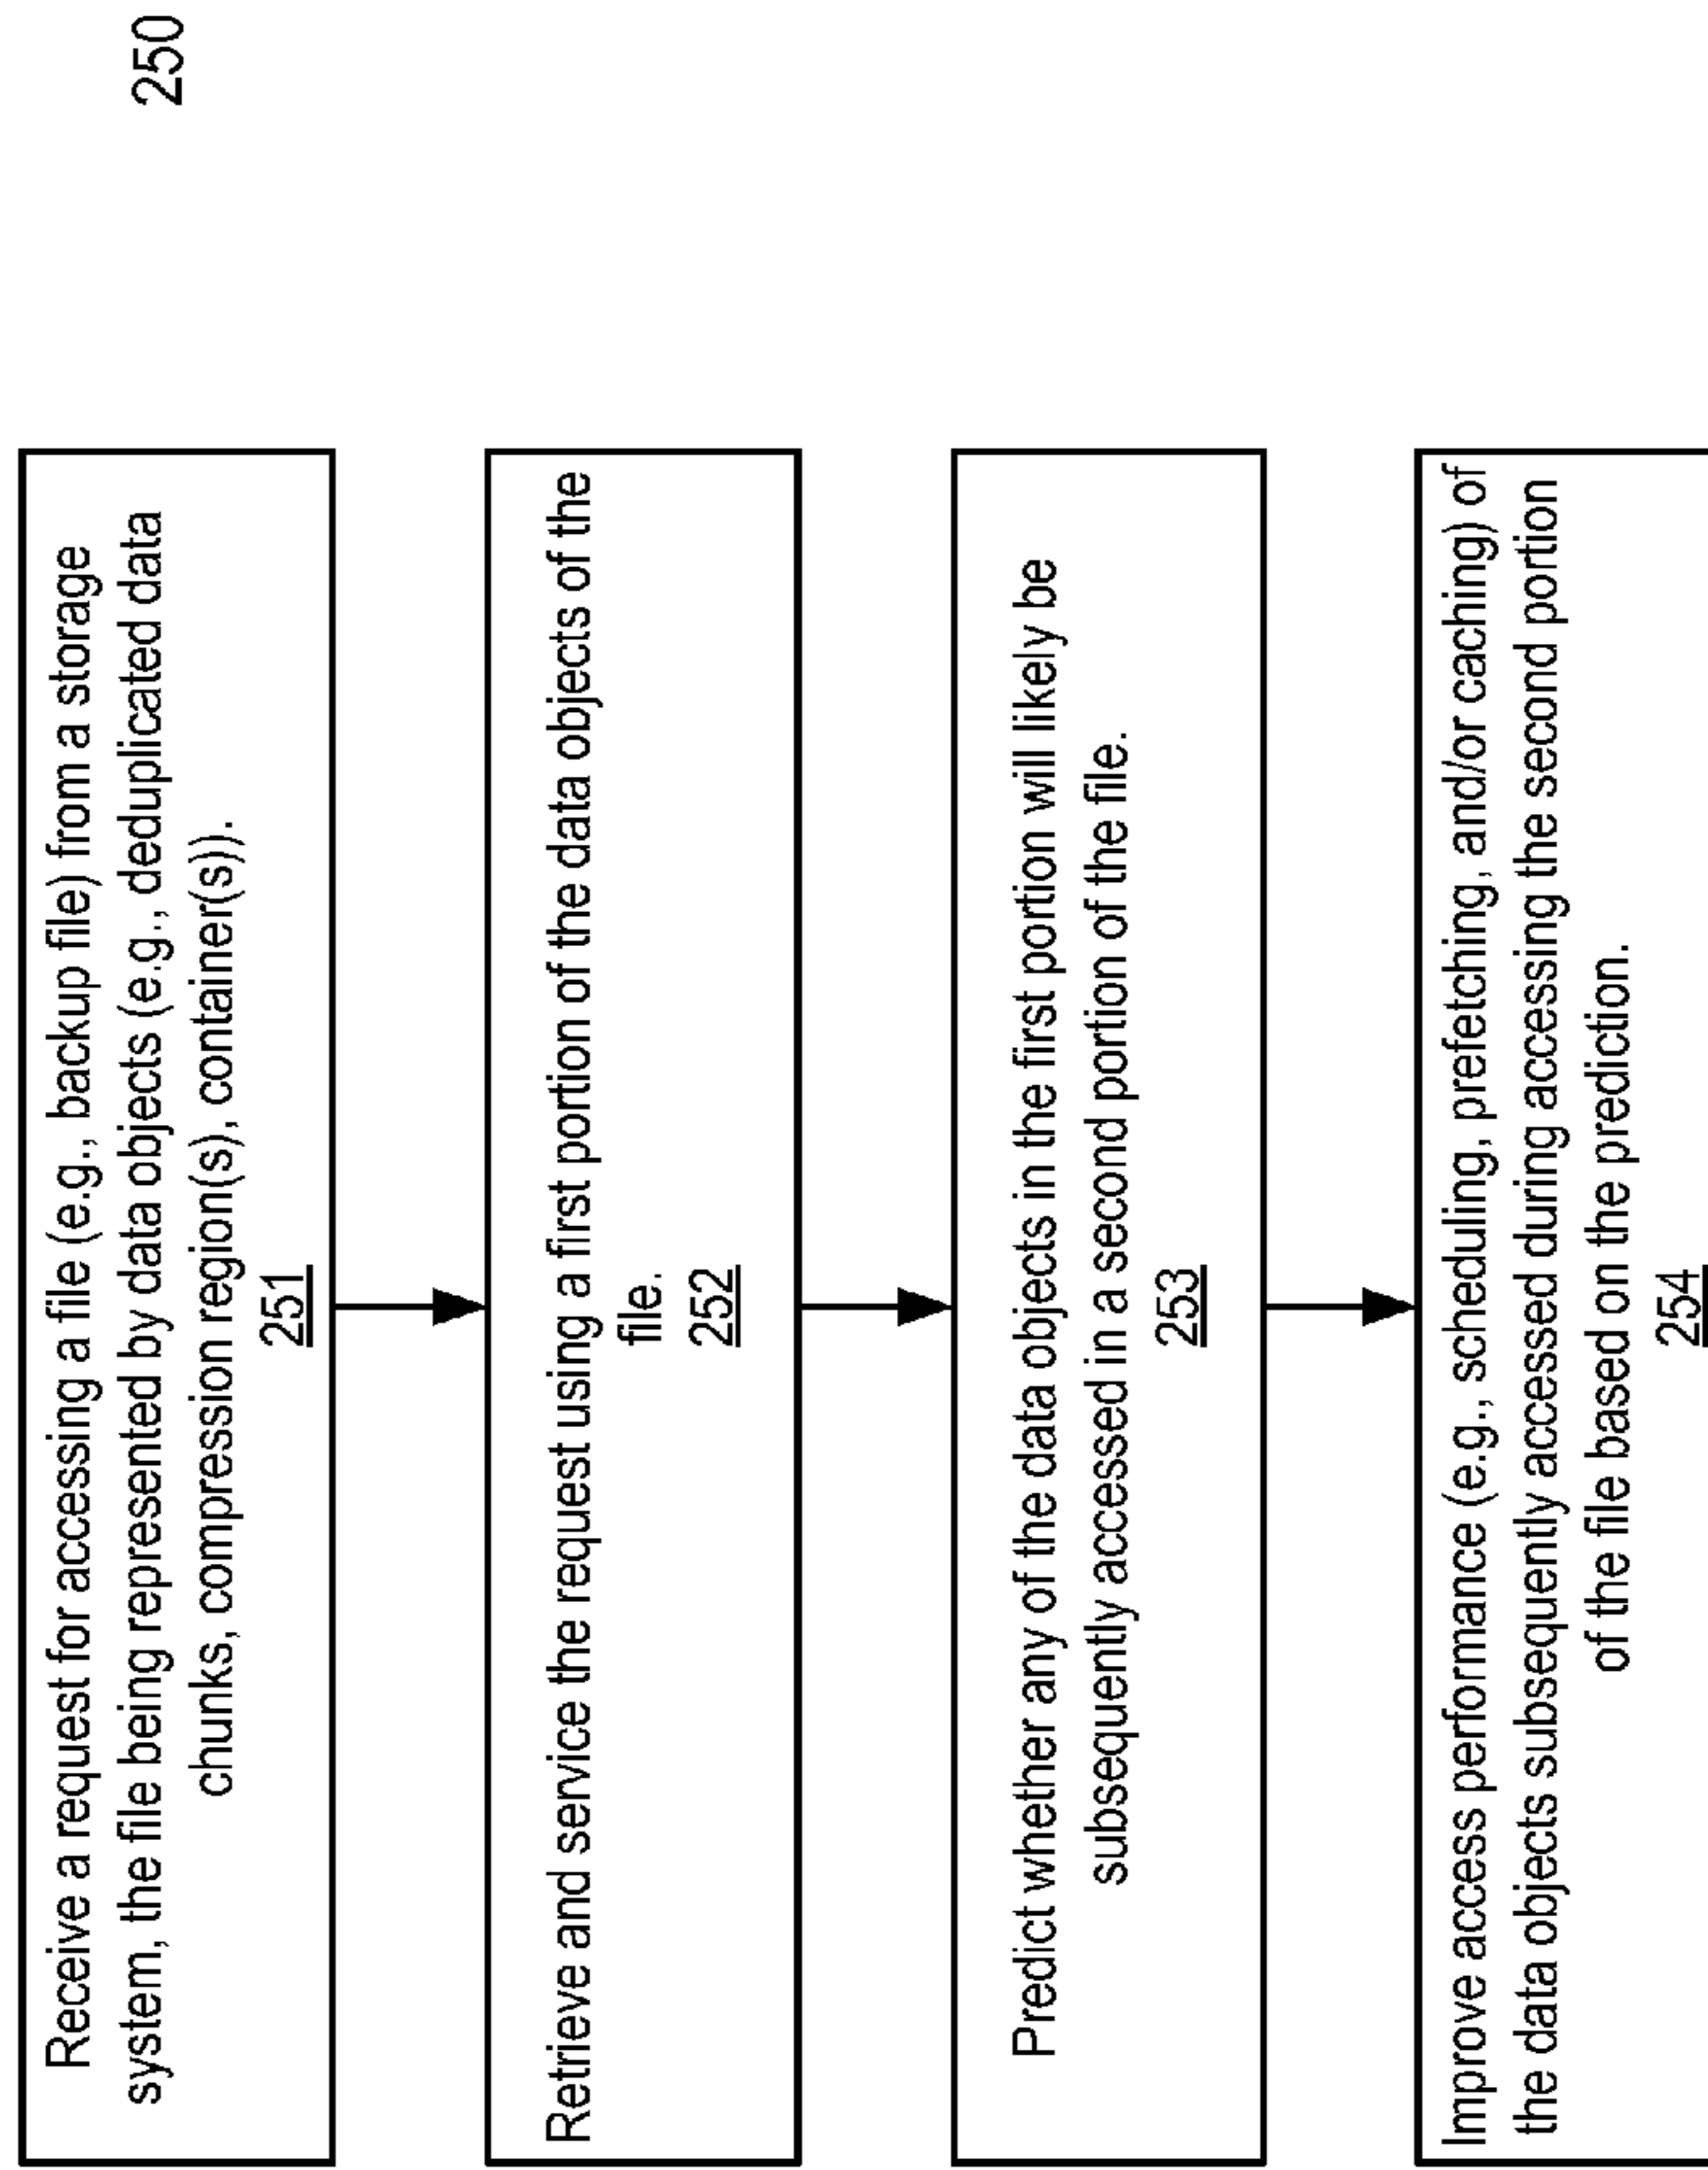 250
Receive a request for accessing a file (e.g., backup file) from a storage
system, the file being represented by data objects (e.g., deduplicated data
chunks, compression region(s), container(s)).
251
Retrieve and service the request using a first portion of the data objects of the
file.
252
Predict whether any of the data objects in the first portion will likely be
subsequently accessed in a second portion of the file.
253
Improve access performance (e.g., scheduling, prefetching, and/or caching) of
the data objects subsequently accessed during accessing the second portion
of the file based on the prediction.
254